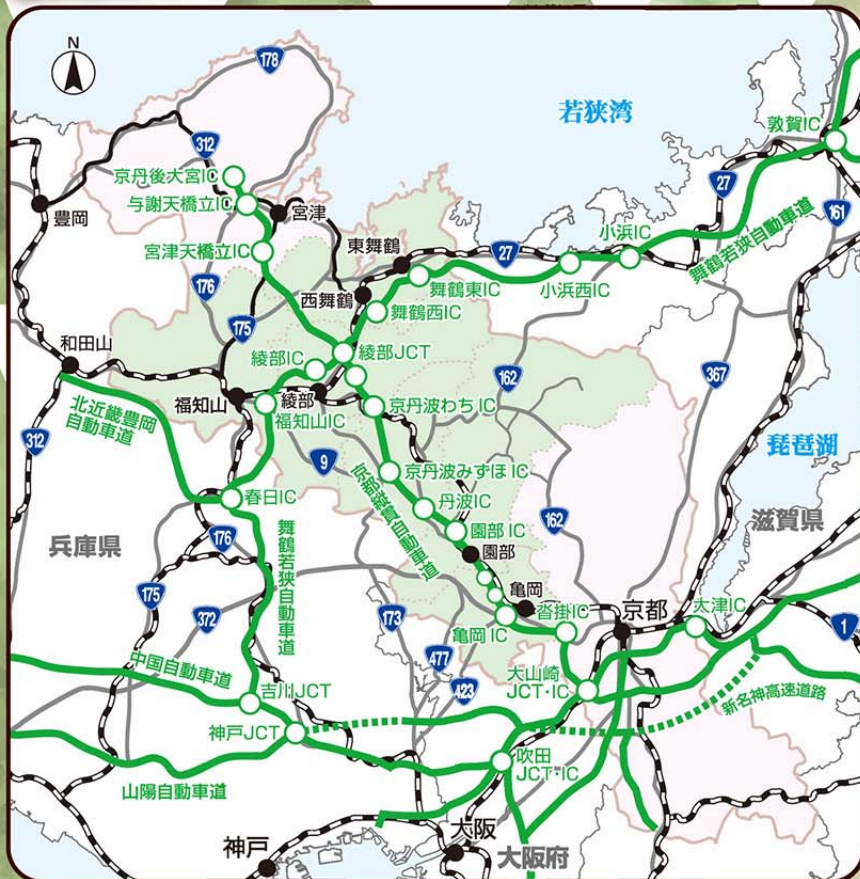 N
178
若狭湾
敦賀IC
312
27
京丹後大宮IC
与謝天橋立IC
宮津
豊岡
161
小浜IC
東舞鶴
27
舞鶴若狭自動車道
宮津天橋立IC
小浜西IC
舞鶴東IC
176
西舞鶴
舞鶴西IC
175
和田山
綾部JCT
綾部IC
162
367
福知山
綾部
京丹波わちIC
福知山IC
北近畿豊岡
自動車道
312
琵琶湖
9
京丹波みずほIC
京都縦貫自動車道
春日IC
丹波IC
滋賀県
162
園部IC
兵庫県
176
園部
舞鶴若狭自動車道
175
亀岡
372
173
京都
大津IC
沓掛IC
1
亀岡IC
477
中国自動車道
大山崎
JCT・IC
423
吉川JCT
新名神高速道路
神戸JCT
吹田
JCT・IC
山陽自動車道
大阪
神戸
大阪府